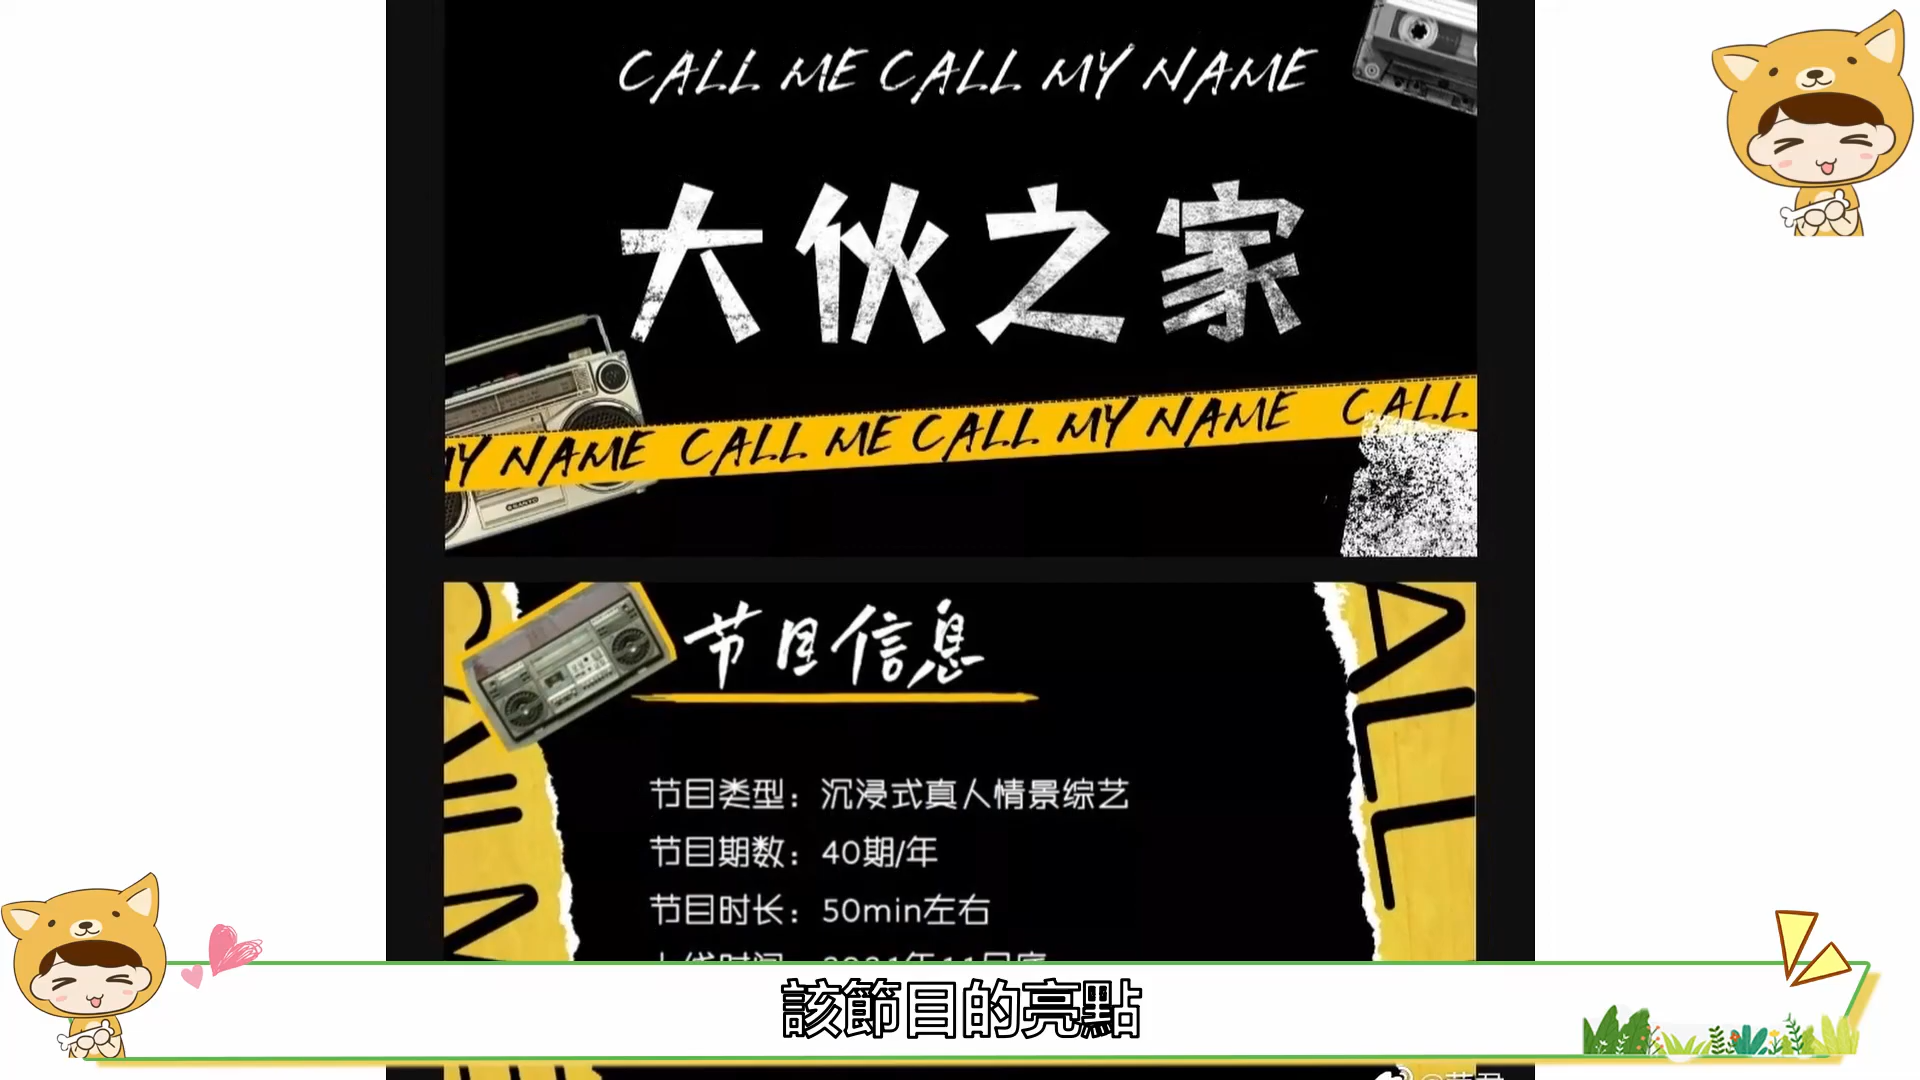 CALL ME CALL MY NAME
大伙之家
MY NAME CALL ME CALL MY NAME CALL
SANYO
节目信息
ALL
节目类型：沉浸式真人情景综艺
节目期数：40期/年
节目时长：50min左右
該節目的亮點